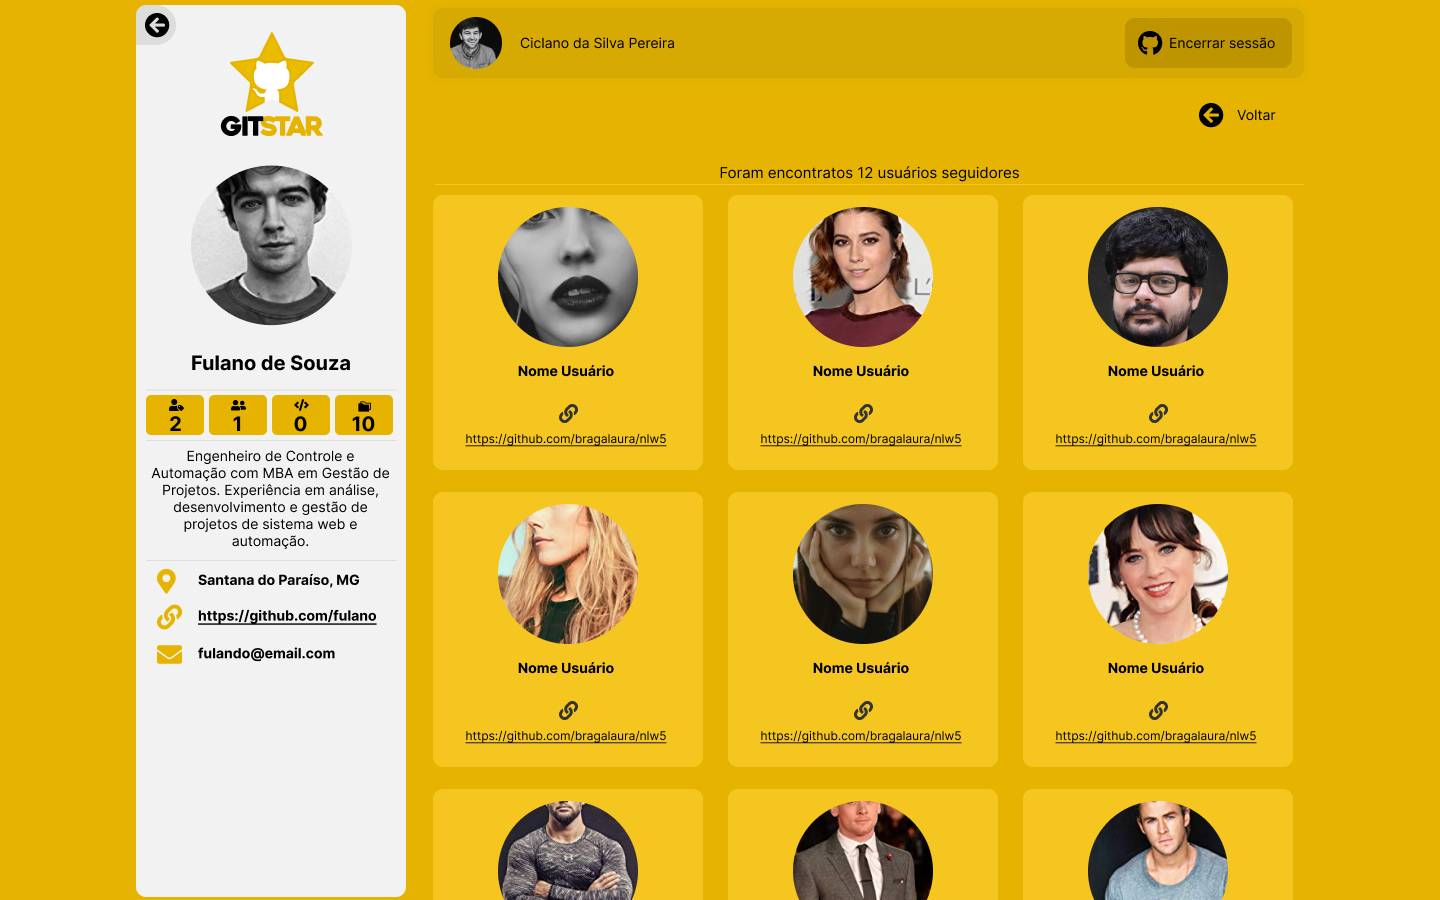 GITSTAR
Fulano de Souza
2
1
0
10
Engenheiro de Controle e
Automação com MBA em Gestão de
Projetos. Experiência em análise,
desenvolvimento e gestão de
projetos de sistema web e
automação.
Santana do Paraíso, MG
https://github.com/fulano
fulando@email.com
Ciclano da Silva Pereira
Encerrar sessão
Voltar
Foram encontratos 12 usuários seguidores
Nome Usuário
https://github.com/bragalaura/nlw5
Nome Usuário
https://github.com/bragalaura/nlw5
Nome Usuário
https://github.com/bragalaura/nlw5
Nome Usuário
https://github.com/bragalaura/nlw5
Nome Usuário
https://github.com/bragalaura/nlw5
Nome Usuário
https://github.com/bragalaura/nlw5